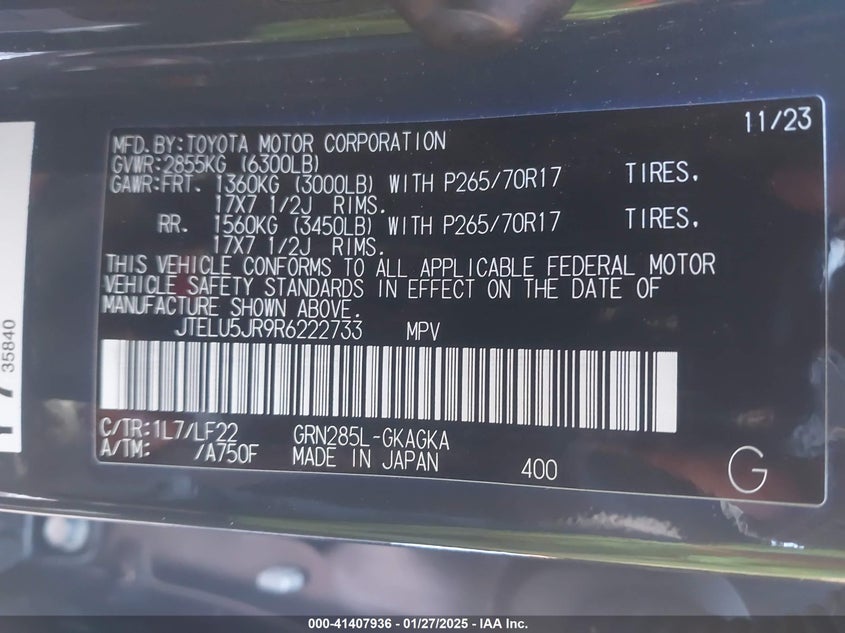 11/23
MFD.BY:TOYOTA MOTOR CORPORATION
GVWR:2855KG (6300LB)
GAWR:FRT. 1360KG (3000LB) WITH P265/70R17 TIRES.
17X7 1/2J RIMS.
RR. 1560KG (3450LB) WITH P265/70R17 TIRES.
17X7 1/2J RIMS.
THIS VEHICLE CONFORMS TO ALL APPLICABLE FEDERAL MOTOR
VEHICLE SAFETY STANDARDS IN EFFECT ON THE DATE OF
MANUFACTURE SHOWN ABOVE.
JTELU5JR9R6222733 MPV
C/TR:1L7/LF22 GRN285L-GKAGKA
A/TM: /A750F MADE IN JAPAN 400 G
35840
000-41407936 - 01/27/2025 - IAA Inc.